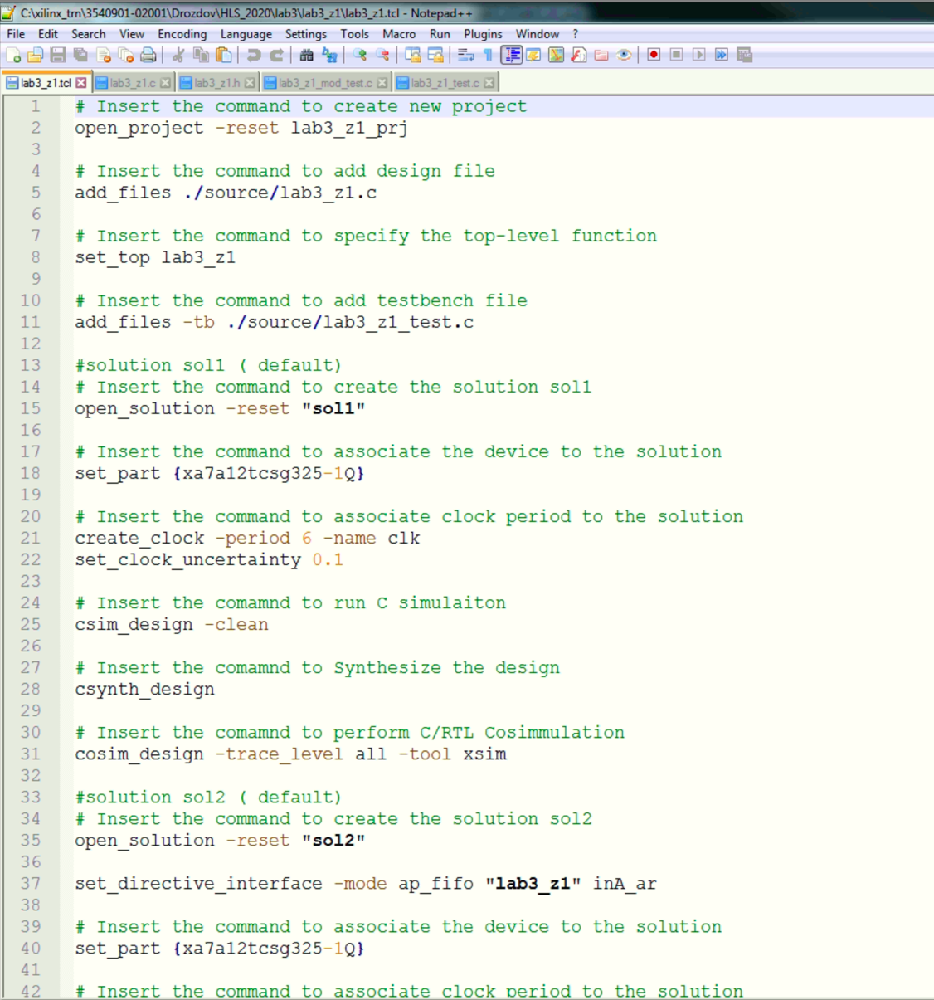 C:\xilinx_trn\3540901-02001\Drozdov\HLS_2020\lab3\lab3_z1\lab3_z1.tcl - Notepad++
File Edit Search View Encoding Language Settings Tools Macro Run Plugins Window ?
lab3_z1.tcl lab3_z1.c lab3_z1.h lab3_z1_mod_test.c lab3_z1_test.c
1 # Insert the command to create new project
2 open_project -reset lab3_z1_prj
3
4 # Insert the command to add design file
5 add_files ./source/lab3_z1.c
6
7 # Insert the command to specify the top-level function
8 set_top lab3_z1
9
10 # Insert the command to add testbench file
11 add_files -tb ./source/lab3_z1_test.c
12
13 #solution sol1 ( default)
14 # Insert the command to create the solution sol1
15 open_solution -reset "sol1"
16
17 # Insert the command to associate the device to the solution
18 set_part {xa7a12tcsg325-1Q}
19
20 # Insert the command to associate clock period to the solution
21 create_clock -period 6 -name clk
22 set_clock_uncertainty 0.1
23
24 # Insert the comamnd to run C simulaiton
25 csim_design -clean
26
27 # Insert the comamnd to Synthesize the design
28 csynth_design
29
30 # Insert the comamnd to perform C/RTL Cosimmulation
31 cosim_design -trace_level all -tool xsim
32
33 #solution sol2 ( default)
34 # Insert the command to create the solution sol2
35 open_solution -reset "sol2"
36
37 set_directive_interface -mode ap_fifo "lab3_z1" inA_ar
38
39 # Insert the command to associate the device to the solution
40 set_part {xa7a12tcsg325-1Q}
41
42 # Insert the command to associate clock period to the solution